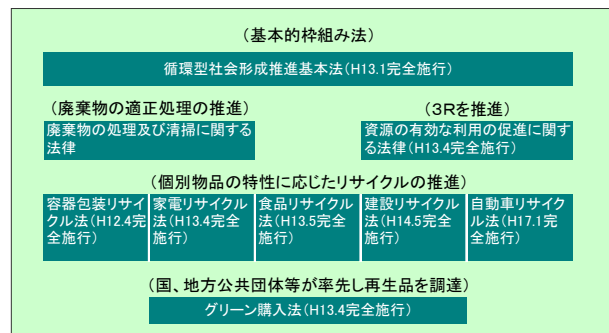 （基本的枠組み法）
循環型社会形成推進基本法（H13.1完全施行）
（廃棄物の適正処理の推進）
廃棄物の処理及び清掃に関する
法律
（3Rを推進）
資源の有効な利用の促進に関す
る法律（H13.4完全施行）
（個別物品の特性に応じたリサイクルの推進）
容器包装リサイ
クル法（H12.4完
全施行）
家電リサイクル
法（H13.4完全
施行）
食品リサイクル
法（H13.5完全
施行）
建設リサイクル
法（H14.5完全
施行）
自動車リサイク
ル法（H17.1完
全施行）
（国、地方公共団体等が率先し再生品を調達）
グリーン購入法（H13.4完全施行）